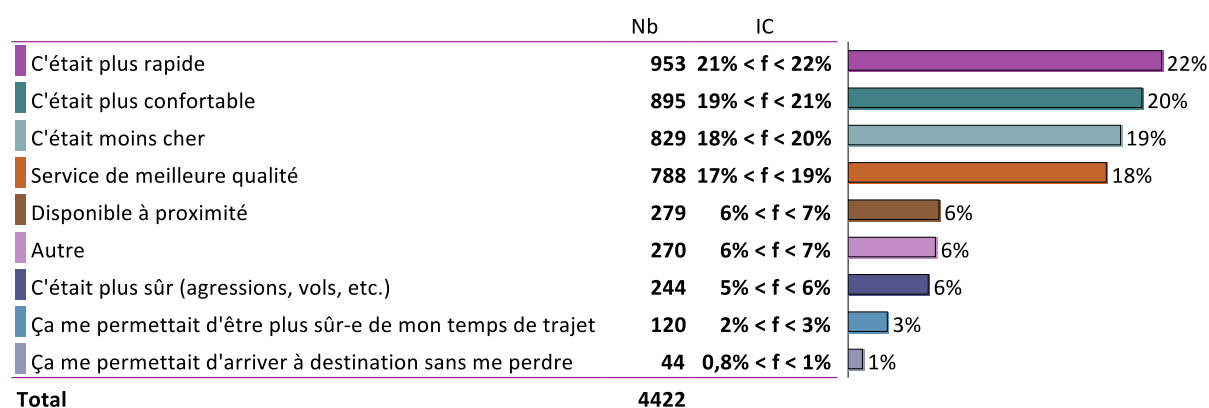 Nb IC
C'était plus rapide 953 21% < f < 22% 22%
C'était plus confortable 895 19% < f < 21% 20%
C'était moins cher 829 18% < f < 20% 19%
Service de meilleure qualité 788 17% < f < 19% 18%
Disponible à proximité 279 6% < f < 7% 6%
Autre 270 6% < f < 7% 6%
C'était plus sûr (agressions, vols, etc.) 244 5% < f < 6% 6%
Ça me permettait d'être plus sûr-e de mon temps de trajet 120 2% < f < 3% 3%
Ça me permettait d'arriver à destination sans me perdre 44 0,8% < f < 1% 1%
Total 4422